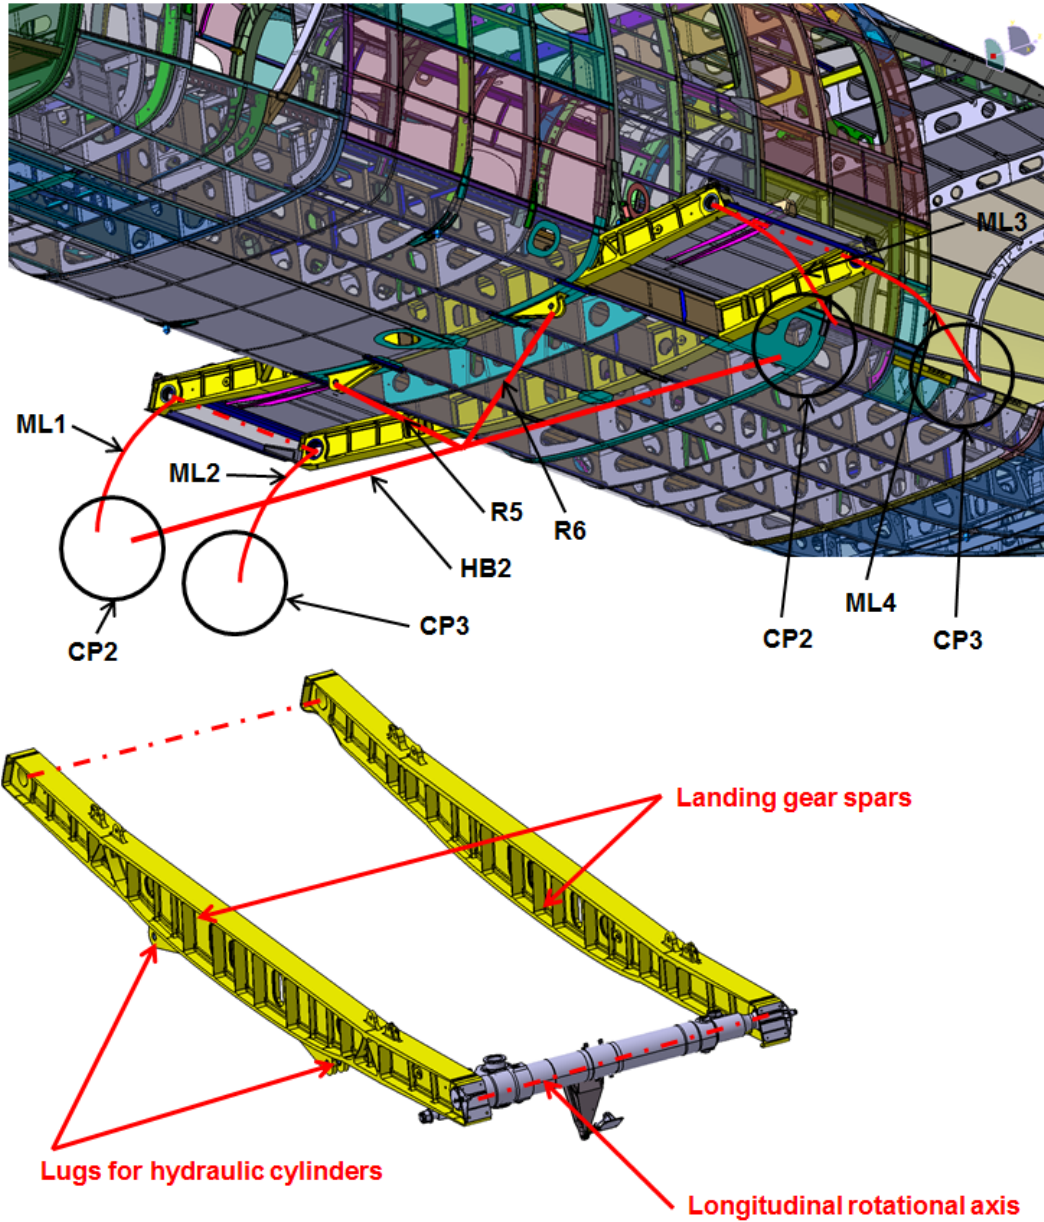 ML3
ML1
ML2
R5
R6
HB2
ML4
CP3
CP2
CP3
CP2
Landing gear spars
Lugs for hydraulic cylinders
Longitudinal rotational axis